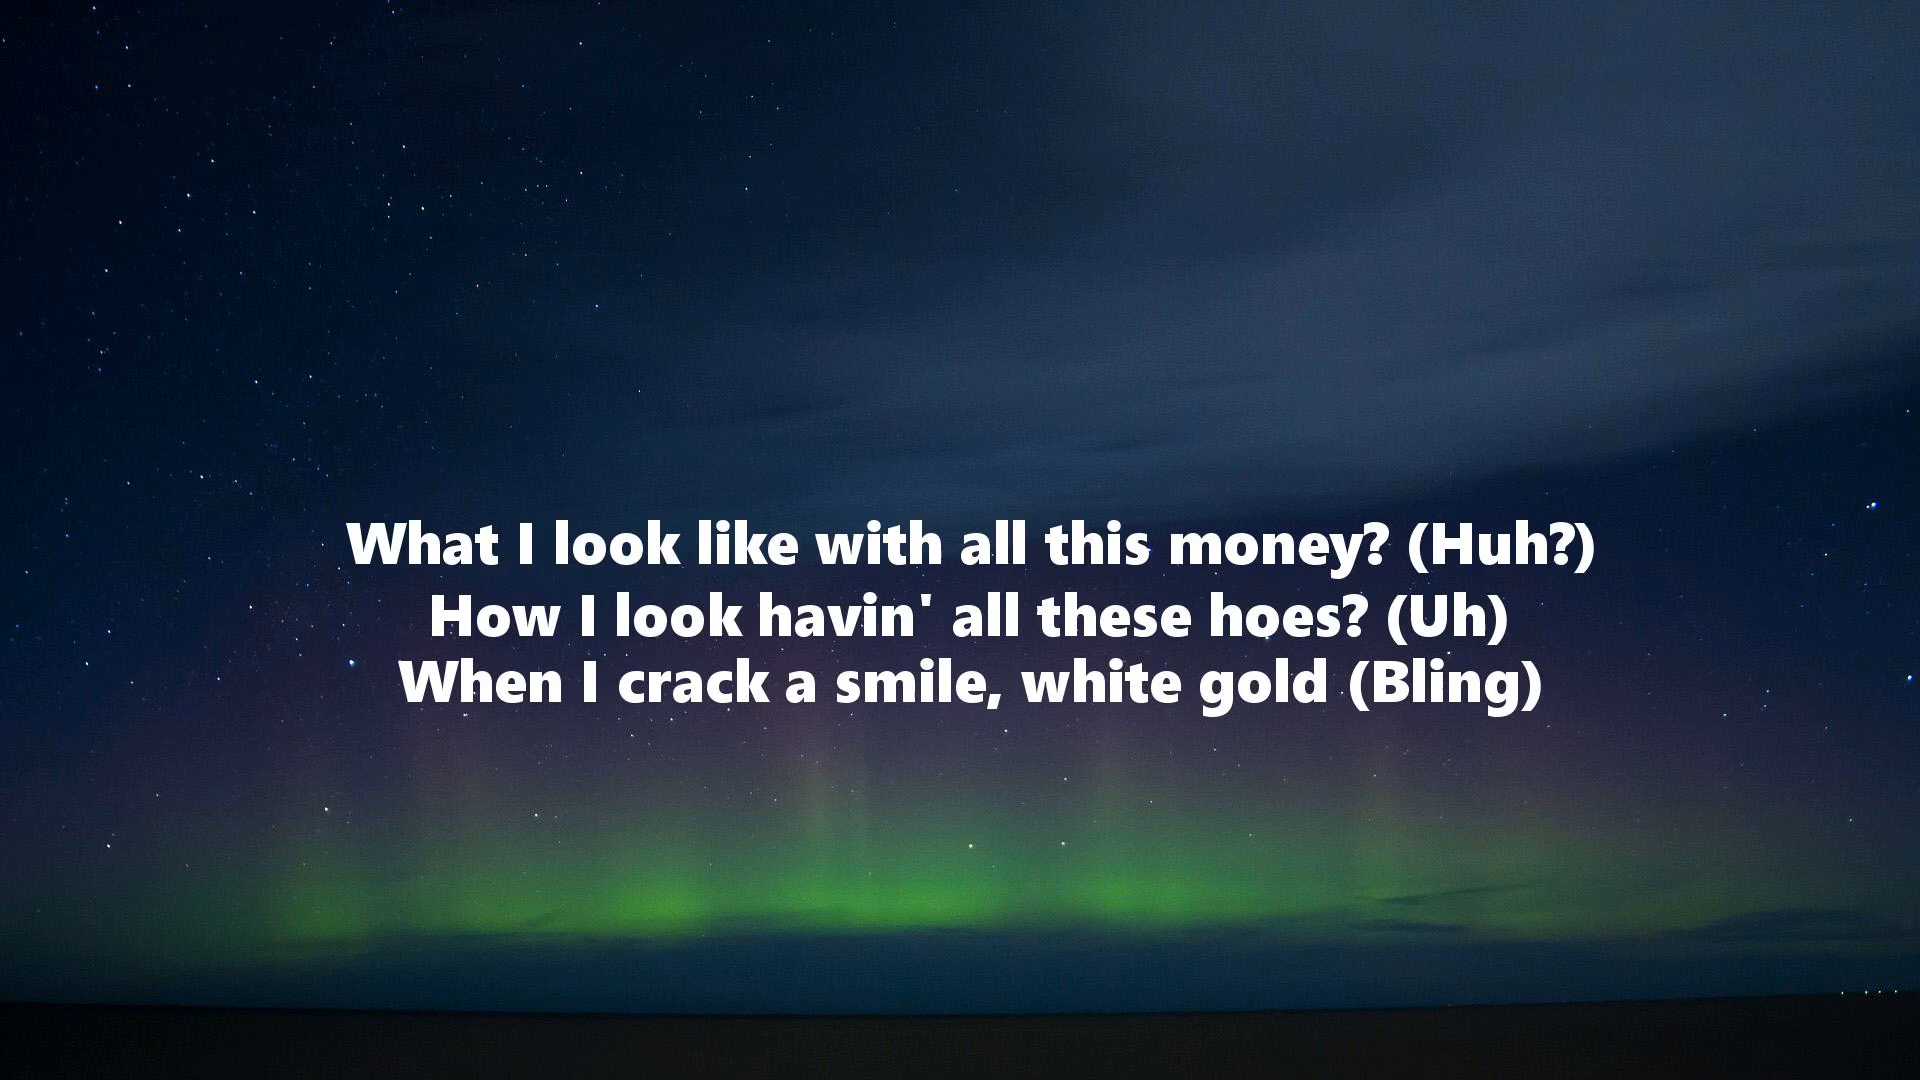 What I look like with all this money? (Huh?)
How I look havin' all these hoes? (Uh)
When I crack a smile, white gold (Bling)